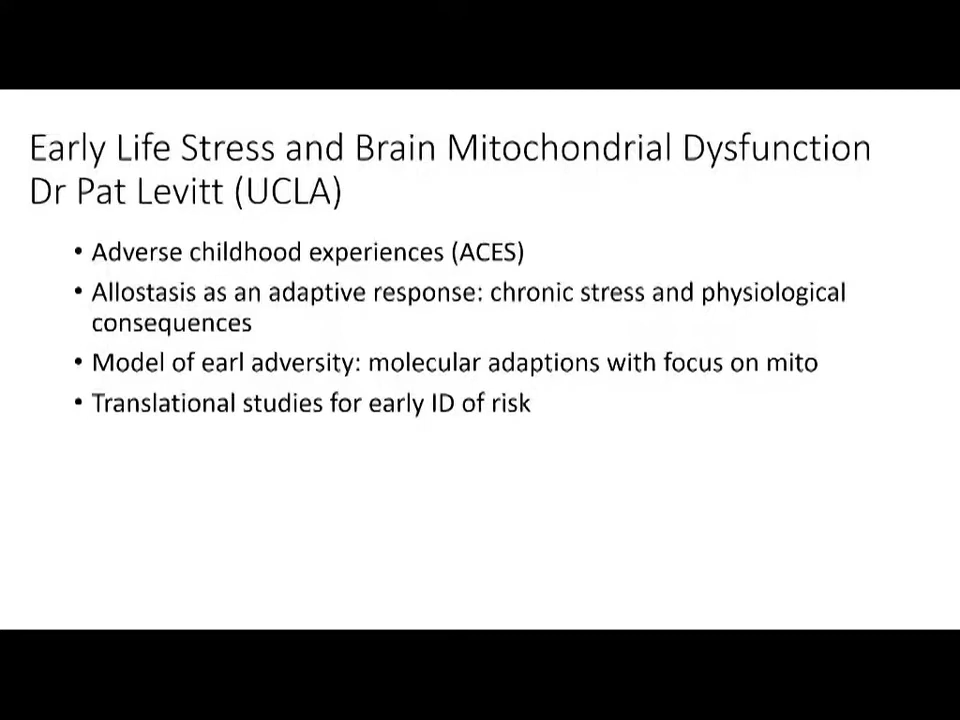 Early Life Stress and Brain Mitochondrial Dysfunction
Dr Pat Levitt (UCLA)
• Adverse childhood experiences (ACES)
• Allostasis as an adaptive response: chronic stress and physiological
consequences
• Model of earl adversity: molecular adaptions with focus on mito
• Translational studies for early ID of risk